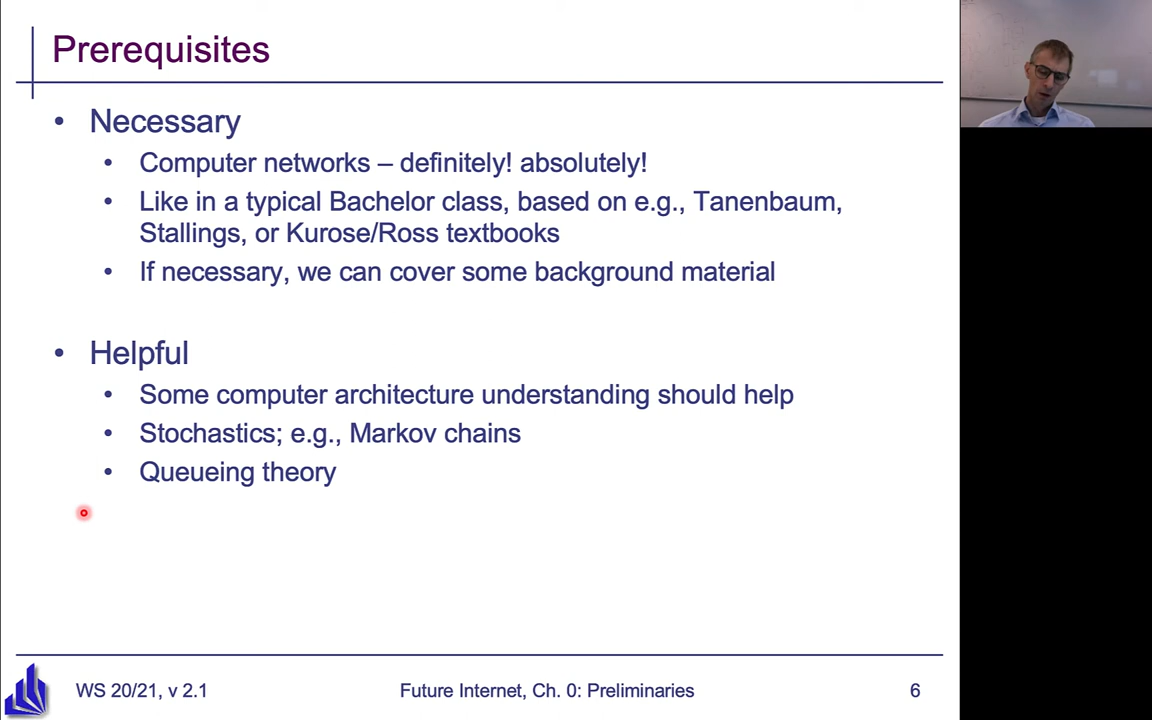 Prerequisites
• Necessary
• Computer networks – definitely! absolutely!
• Like in a typical Bachelor class, based on e.g., Tanenbaum,
Stallings, or Kurose/Ross textbooks
• If necessary, we can cover some background material
• Helpful
• Some computer architecture understanding should help
• Stochastics; e.g., Markov chains
• Queueing theory
WS 20/21, v 2.1
Future Internet, Ch. 0: Preliminaries
6